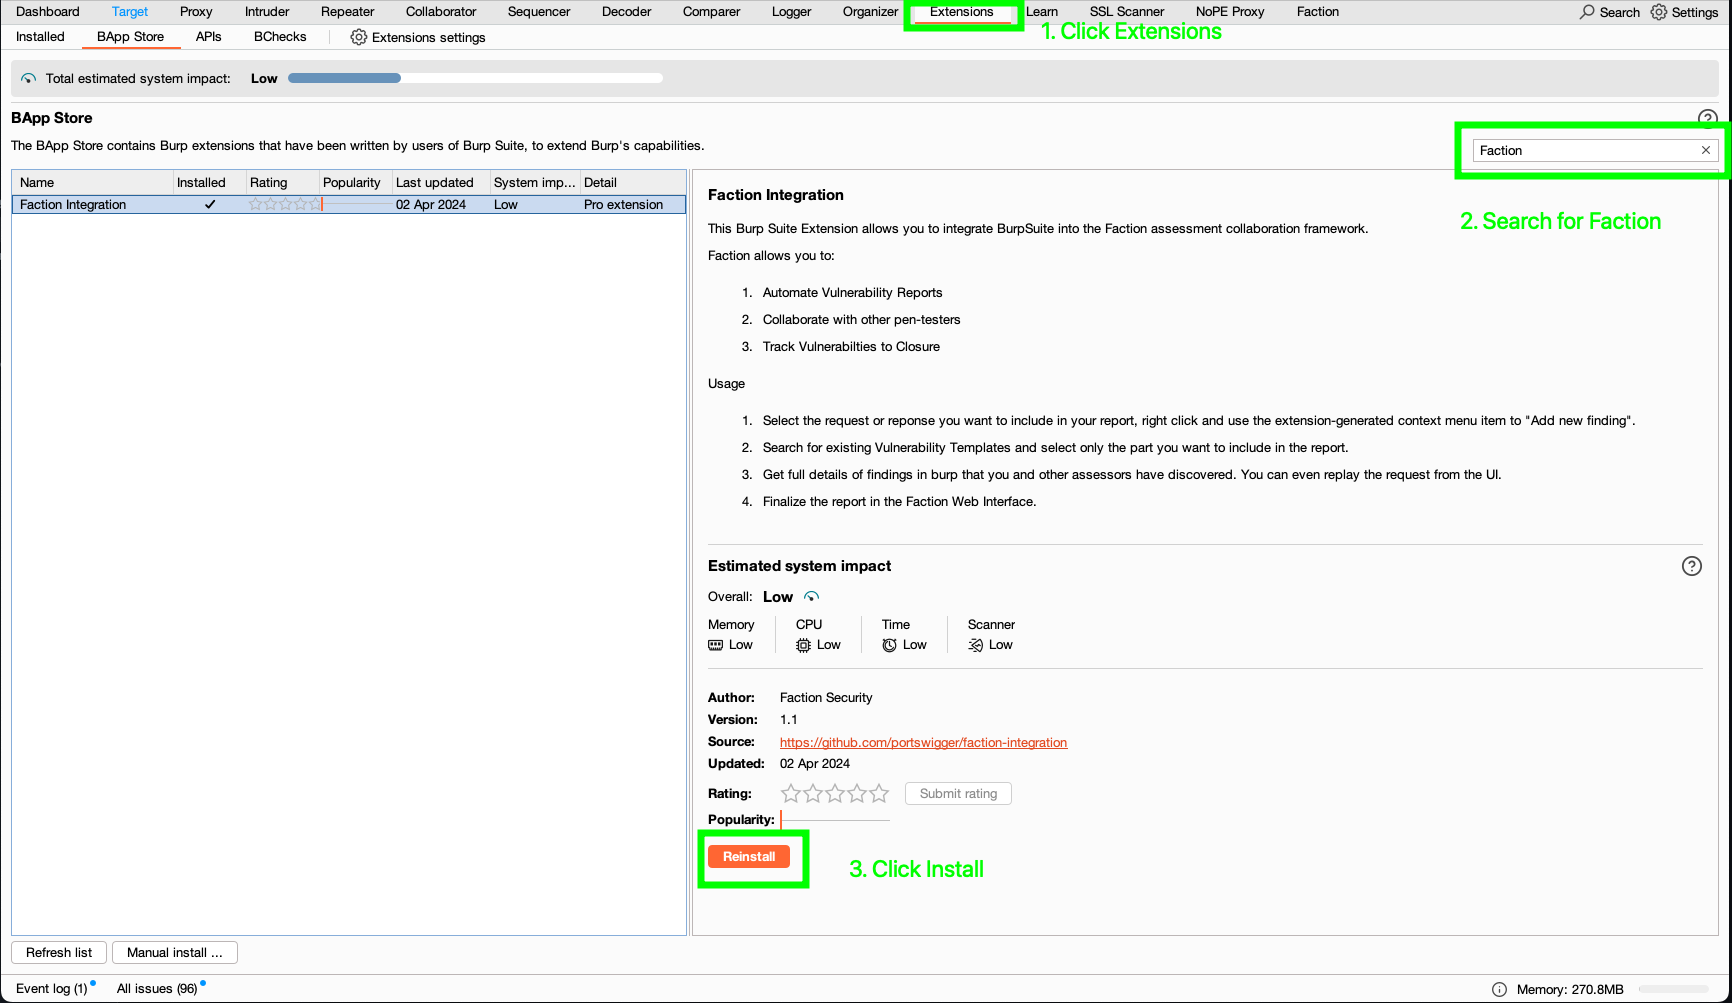 Dashboard Target Proxy Intruder Repeater Collaborator Sequencer Decoder Comparer Logger Organizer Extensions Learn SSL Scanner NoPE Proxy Faction Search Settings
1. Click Extensions
Installed BApp Store APIs BChecks Extensions settings
Total estimated system impact: Low
BApp Store
The BApp Store contains Burp extensions that have been written by users of Burp Suite, to extend Burp's capabilities.
Faction
2. Search for Faction
Name Installed Rating Popularity Last updated System imp... Detail
Faction Integration 02 Apr 2024 Low Pro extension
Faction Integration
This Burp Suite Extension allows you to integrate BurpSuite into the Faction assessment collaboration framework.
Faction allows you to:
1. Automate Vulnerability Reports
2. Collaborate with other pen-testers
3. Track Vulnerabilties to Closure
Usage
1. Select the request or reponse you want to include in your report, right click and use the extension-generated context menu item to "Add new finding".
2. Search for existing Vulnerability Templates and select only the part you want to include in the report.
3. Get full details of findings in burp that you and other assessors have discovered. You can even replay the request from the UI.
4. Finalize the report in the Faction Web Interface.
Estimated system impact
Overall: Low
Memory CPU Time Scanner
Low Low Low Low
Author: Faction Security
Version: 1.1
Source: https://github.com/portswigger/faction-integration
Updated: 02 Apr 2024
Rating: Submit rating
Popularity:
Reinstall
3. Click Install
Refresh list Manual install ...
Event log (1) All issues (96) Memory: 270.8MB